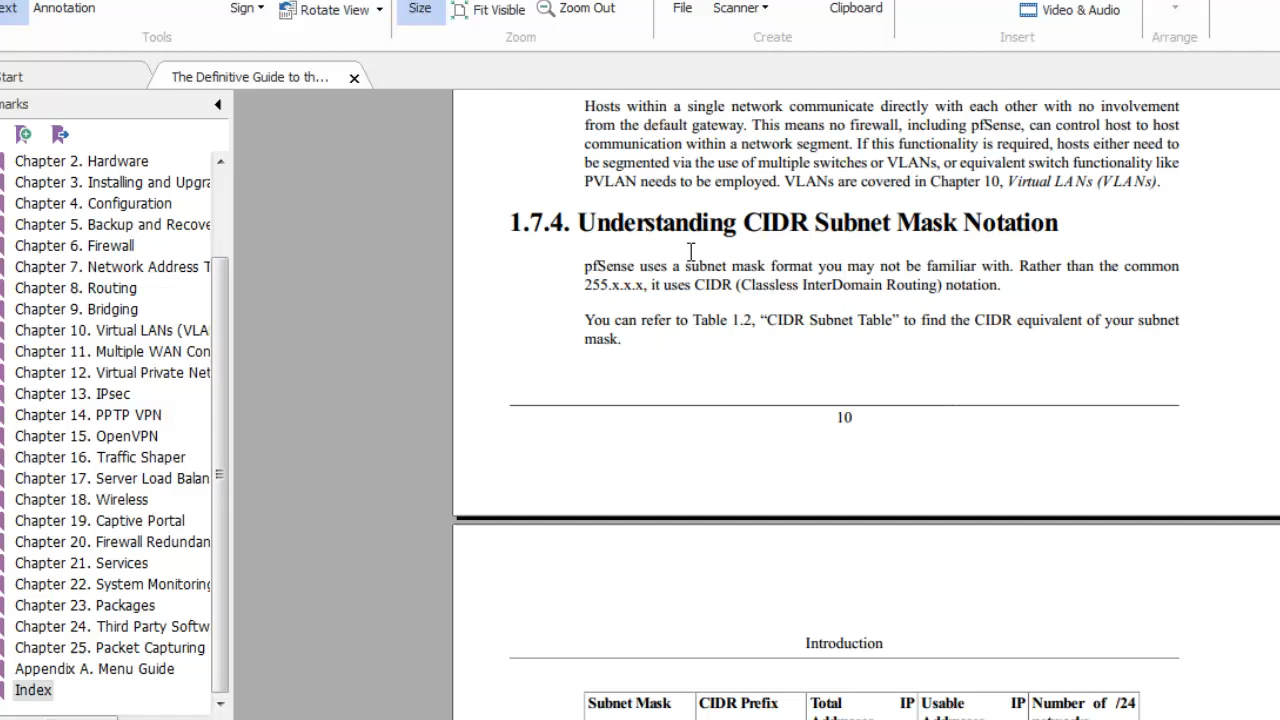 ext Annotation
Sign
Rotate View
Size
Fit Visible
Zoom Out
File
Scanner
Clipboard
Video & Audio
Tools
Zoom
Create
Insert
Arrange
tart
The Definitive Guide to th...
marks
Chapter 2. Hardware
Chapter 3. Installing and Upgra
Chapter 4. Configuration
Chapter 5. Backup and Recove
Chapter 6. Firewall
Chapter 7. Network Address T
Chapter 8. Routing
Chapter 9. Bridging
Chapter 10. Virtual LANs (VLA
Chapter 11. Multiple WAN Con
Chapter 12. Virtual Private Net
Chapter 13. IPsec
Chapter 14. PPTP VPN
Chapter 15. OpenVPN
Chapter 16. Traffic Shaper
Chapter 17. Server Load Balan
Chapter 18. Wireless
Chapter 19. Captive Portal
Chapter 20. Firewall Redundan
Chapter 21. Services
Chapter 22. System Monitoring
Chapter 23. Packages
Chapter 24. Third Party Softw
Chapter 25. Packet Capturing
Appendix A. Menu Guide
Index
Hosts within a single network communicate directly with each other with no involvement
from the default gateway. This means no firewall, including pfSense, can control host to host
communication within a network segment. If this functionality is required, hosts either need to
be segmented via the use of multiple switches or VLANs, or equivalent switch functionality like
PVLAN needs to be employed. VLANs are covered in Chapter 10, Virtual LANs (VLANs).
1.7.4. Understanding CIDR Subnet Mask Notation
pfSense uses a subnet mask format you may not be familiar with. Rather than the common
255.x.x.x, it uses CIDR (Classless InterDomain Routing) notation.
You can refer to Table 1.2, “CIDR Subnet Table” to find the CIDR equivalent of your subnet
mask.
10
Introduction
Subnet Mask CIDR Prefix Total IP Usable IP Number of /24